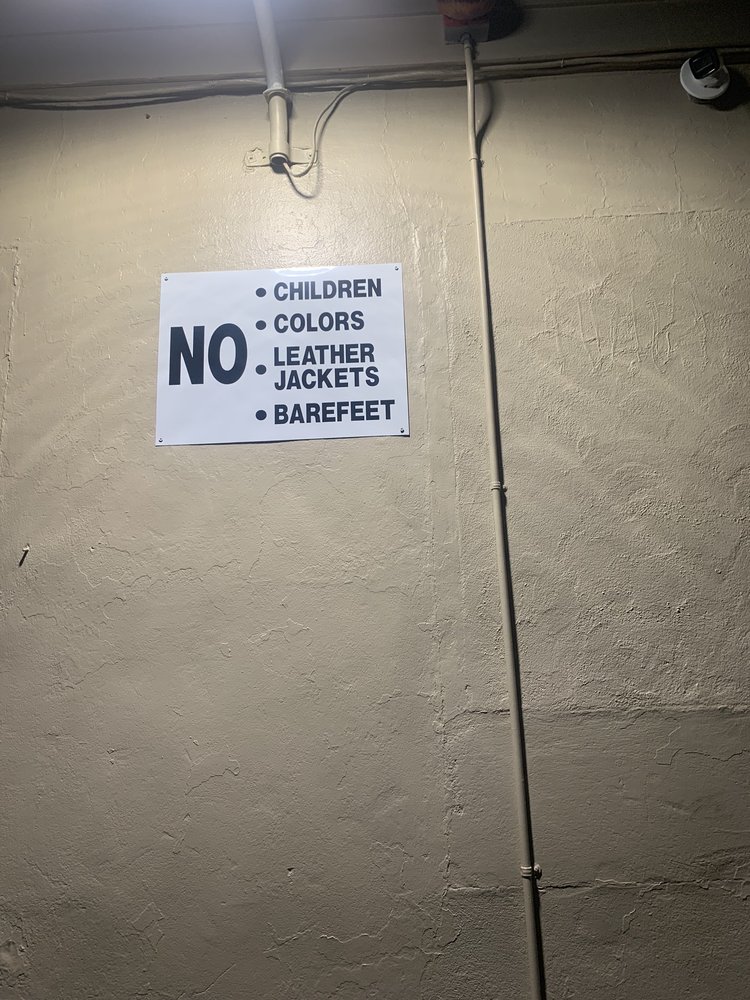 NO
• CHILDREN
• COLORS
• LEATHER
JACKETS
• BAREFEET